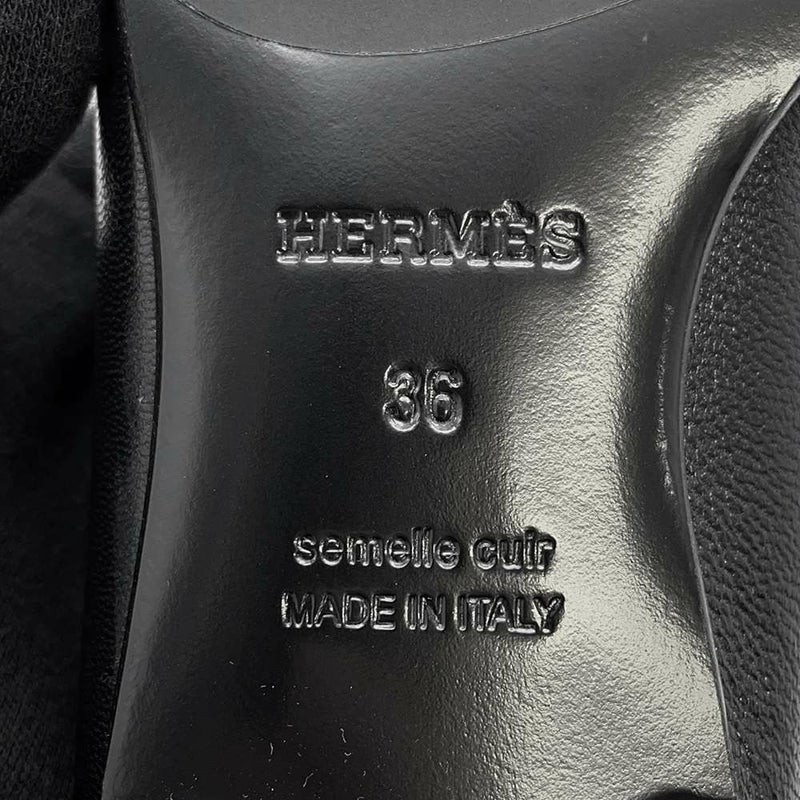 HERMÈS
36
semelle cuir
MADE IN ITALY